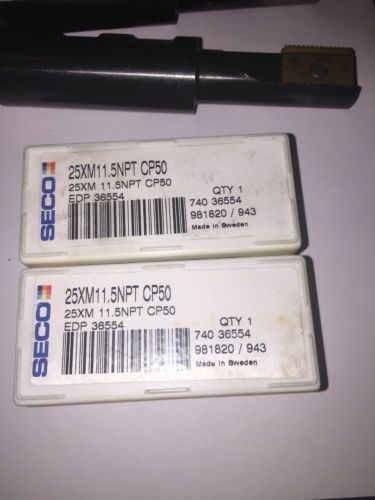 SECO
25XM11.5NPT CP50
25XM 11.5NPT CP50
EDP 36554
QTY 1
740 36554
981820 / 943
Made in Sweden
SECO
25XM11.5NPT CP50
25XM 11.5NPT CP50
EDP 36554
QTY 1
740 36554
981820 / 943
Made in Sweden